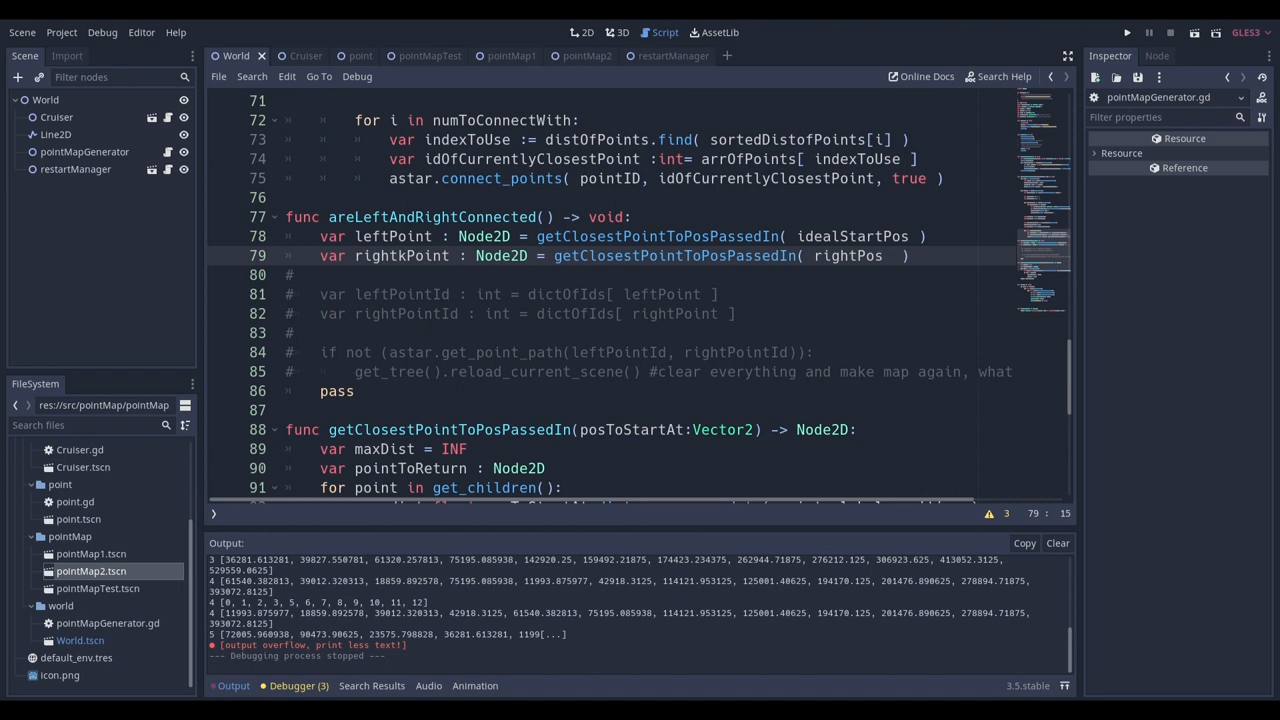 Scene Project Debug Editor Help
2D 3D Script AssetLib
GLES3
Scene Import
World Cruiser point pointMapTest pointMap1 pointMap2 restartManager
Inspector Node
Filter nodes
File Search Edit Go To Debug
Online Docs Search Help
World
Cruiser
Line2D
pointMapGenerator
restartManager
pointMapGenerator.gd
Filter properties
Resource
Resource
Reference
71
72 for i in numToConnectWith:
73 var indexToUse := distOfPoints.find( sortedDistofPoints[i] )
74 var idOfCurrentlyClosestPoint :int= arrOfPoints[ indexToUse ]
75 astar.connect_points( pointID, idOfCurrentlyClosestPoint, true )
76
77 func areLeftAndRightConnected() -> void:
78 var leftPoint : Node2D = getClosestPointToPosPassedIn( idealStartPos )
79 var rightkPoint : Node2D = getClosestPointToPosPassedIn( rightPos )
80 #
81 # var leftPointId : int = dictOfIds[ leftPoint ]
82 # var rightPointId : int = dictOfIds[ rightPoint ]
83 #
84 # if not (astar.get_point_path(leftPointId, rightPointId)):
85 # get_tree().reload_current_scene() #clear everything and make map again, what
86 pass
87
88 func getClosestPointToPosPassedIn(posToStartAt:Vector2) -> Node2D:
89 var maxDist = INF
90 var pointToReturn : Node2D
91 for point in get_children():
3 79 : 15
FileSystem
res://src/pointMap/pointMap
Search files
Cruiser.gd
Cruiser.tscn
point
point.gd
point.tscn
pointMap
pointMap1.tscn
pointMap2.tscn
pointMapTest.tscn
world
pointMapGenerator.gd
World.tscn
default_env.tres
icon.png
Output:
Copy Clear
3 [36281.613281, 39827.550781, 61320.257813, 75195.085938, 142920.25, 159492.21875, 174423.234375, 262944.71875, 276212.125, 306923.625, 413052.3125,
529559.0625]
4 [61540.382813, 39012.320313, 18859.892578, 75195.085938, 11993.875977, 42918.3125, 114121.953125, 125001.40625, 194170.125, 201476.890625, 278894.71875,
393072.8125]
4 [0, 1, 2, 3, 5, 6, 7, 8, 9, 10, 11, 12]
4 [11993.875977, 18859.892578, 39012.320313, 42918.3125, 61540.382813, 75195.085938, 114121.953125, 125001.40625, 194170.125, 201476.890625, 278894.71875,
393072.8125]
5 [72005.960938, 90473.90625, 23575.798828, 36281.613281, 1199[...]
[output overflow, print less text!]
--- Debugging process stopped ---
Output Debugger (3) Search Results Audio Animation
3.5.stable